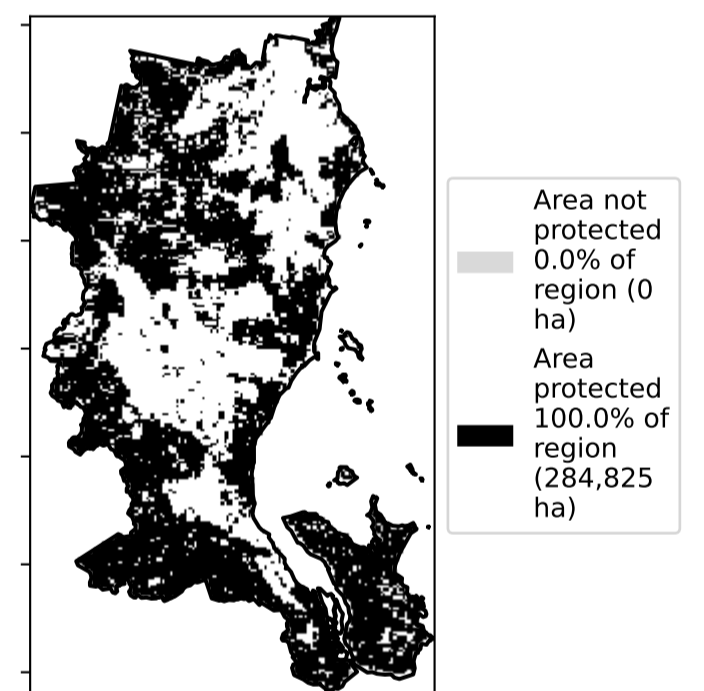 Area not
protected
0.0% of
region (0
ha)
Area
protected
100.0% of
region
(284,825
ha)